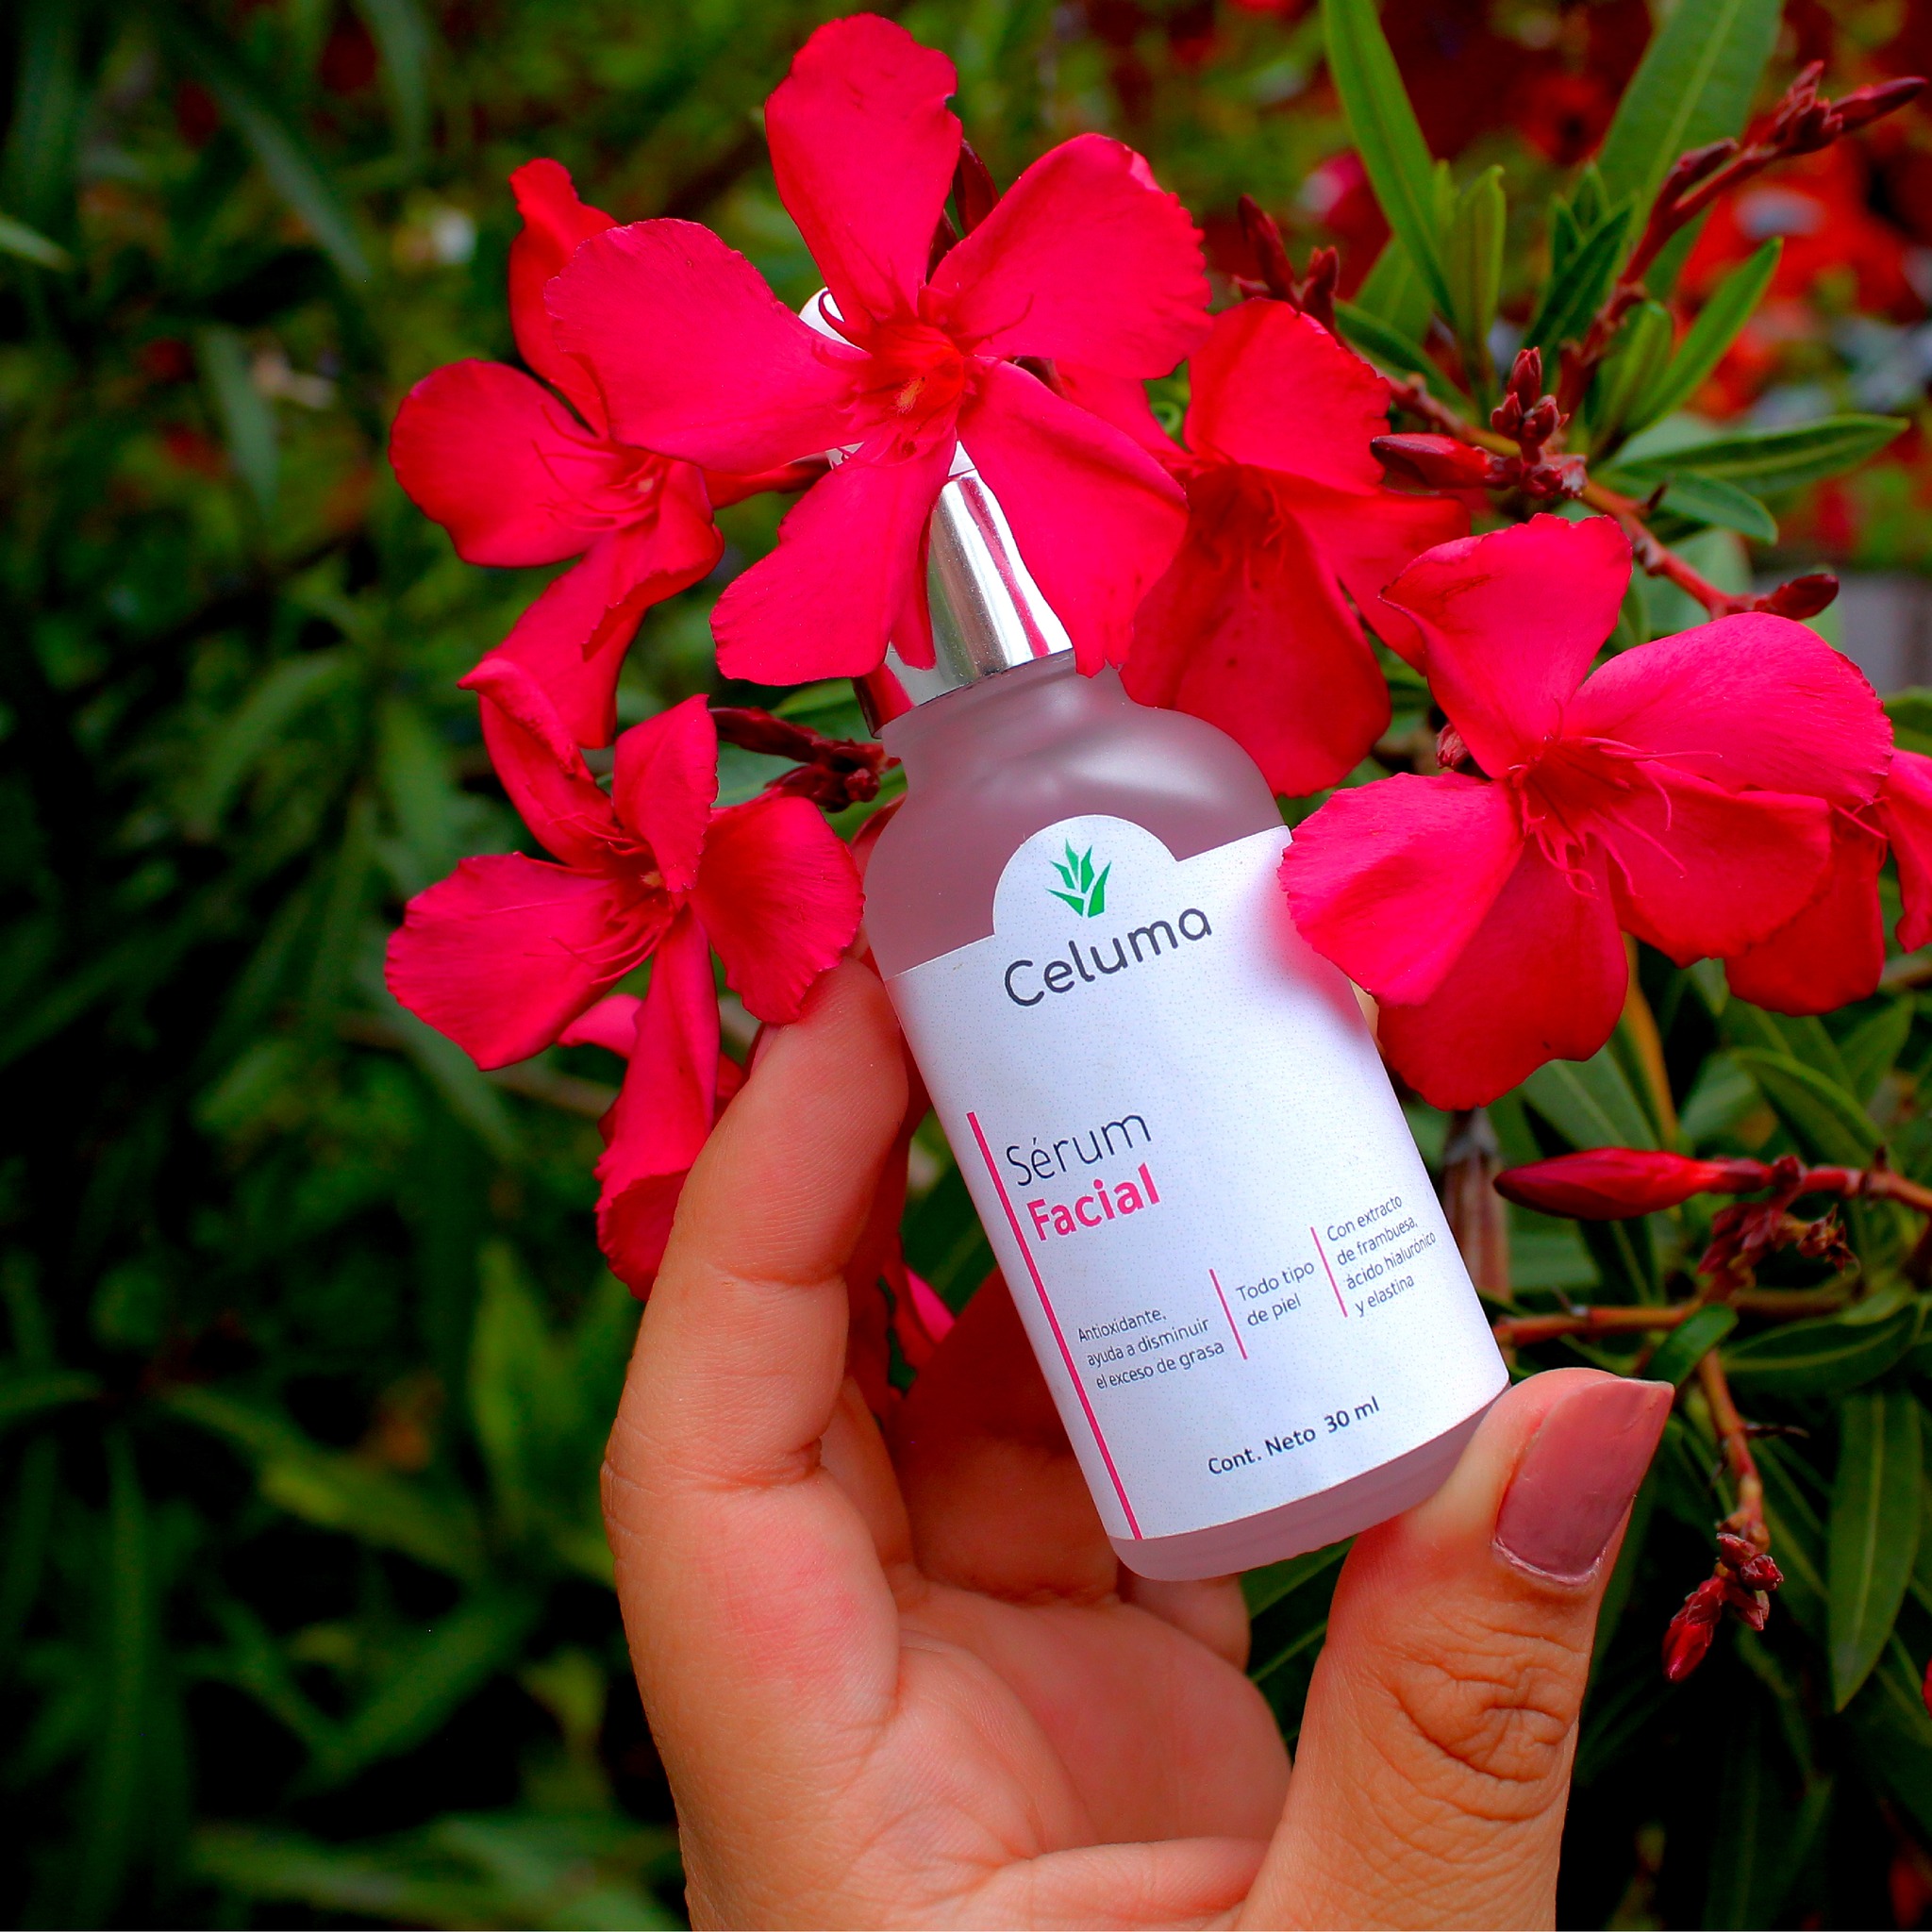 Celuma
Sérum
Facial
Antioxidante,
ayuda a disminuir
el exceso de grasa
Todo tipo
de piel
Con extracto
de frambuesa,
ácido hialurónico
y elastina
Cont. Neto 30 ml